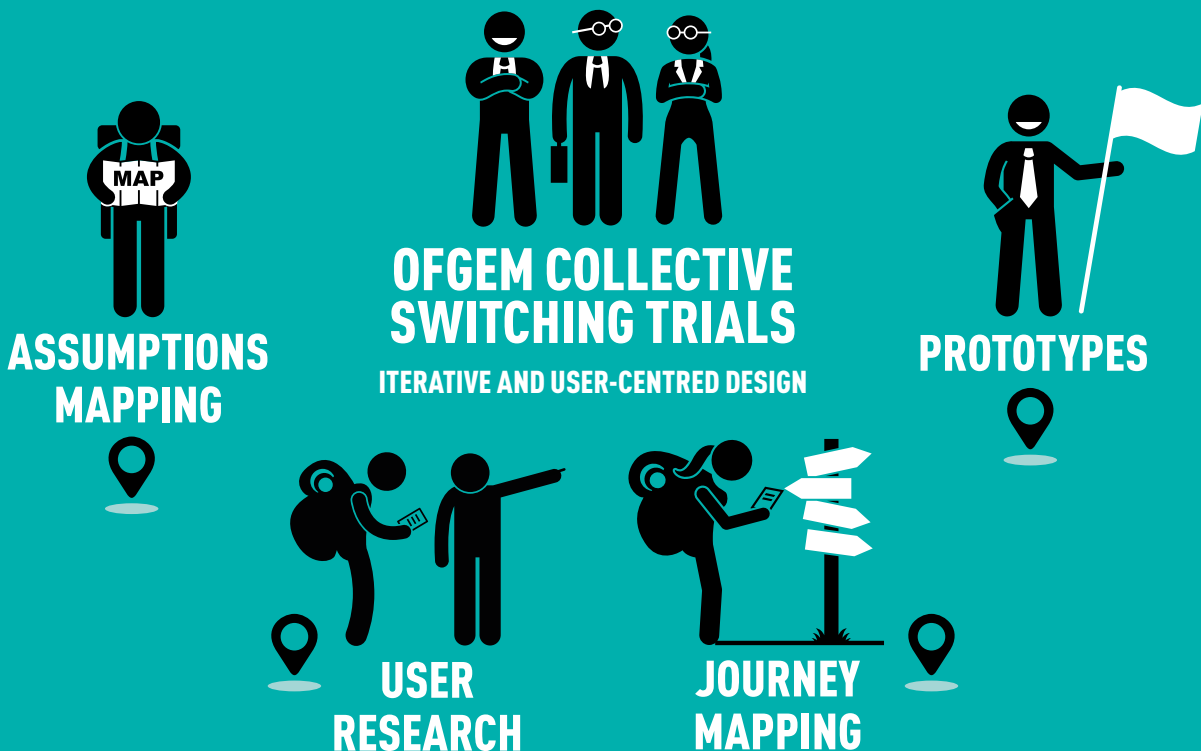 OFGEM COLLECTIVE
SWITCHING TRIALS
ITERATIVE AND USER-CENTRED DESIGN
MAP
ASSUMPTIONS
MAPPING
USER
RESEARCH
JOURNEY
MAPPING
PROTOTYPES